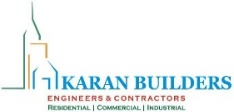 KARAN BUILDERS
ENGINEERS & CONTRACTORS
RESIDENTIAL | COMMERCIAL | INDUSTRIAL